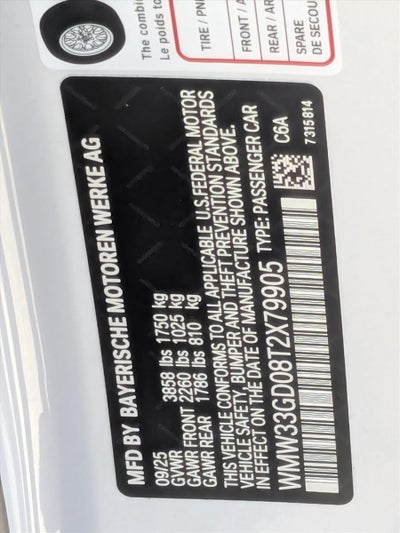 The combi
Le poids to
TIRE / PN
FRONT / A
REAR / AR
SPARE
DE SECOU
MFD BY BAYERISCHE MOTOREN WERKE AG
09/25
GVWR 3858 lbs 1750 kg
GAWR FRONT 2260 lbs 1025 kg
GAWR REAR 1786 lbs 810 kg
THIS VEHICLE CONFORMS TO ALL APPLICABLE U.S. FEDERAL MOTOR
VEHICLE SAFETY, BUMPER AND THEFT PREVENTION STANDARDS
IN EFFECT ON THE DATE OF MANUFACTURE SHOWN ABOVE.
WMW33GD08T2X79905 TYPE: PASSENGER CAR
C6A
7315814